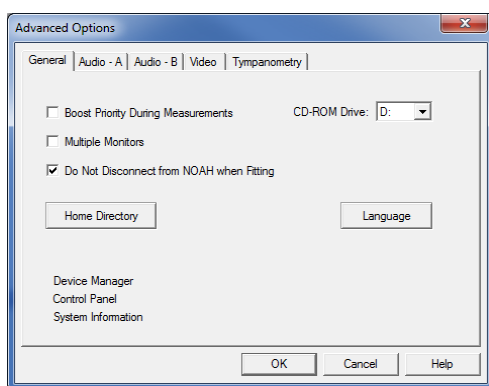 Advanced Options
General Audio - A Audio - B Video Tympanometry
Boost Priority During Measurements CD-ROM Drive: D:
Multiple Monitors
Do Not Disconnect from NOAH when Fitting
Home Directory Language
Device Manager
Control Panel
System Information
OK Cancel Help